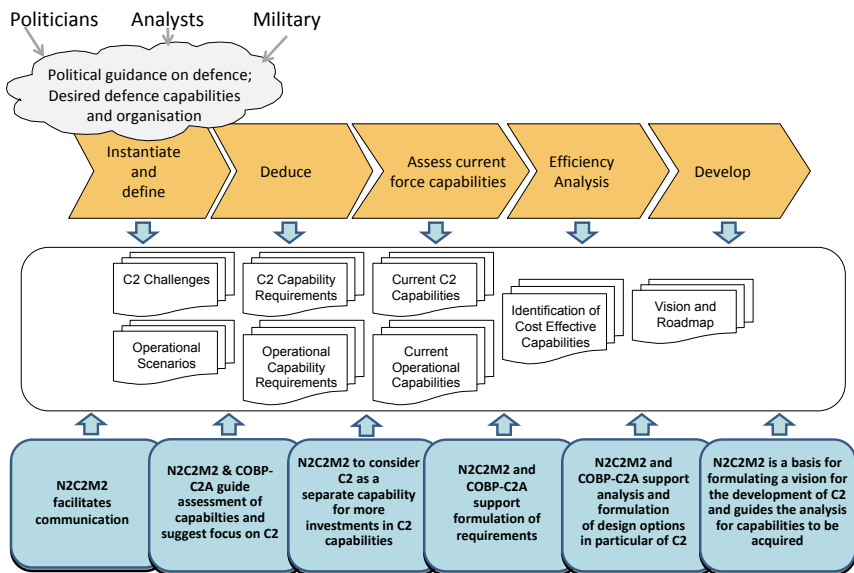 Politicians
Analysts
Military
Political guidance on defence;
Desired defence capabilities
and organisation
Instantiate
and
define
Deduce
Assess current
force capabilities
Efficiency
Analysis
Develop
C2 Challenges
C2 Capability
Requirements
Current C2
Capabilities
Identification of
Cost Effective
Capabilities
Vision and
Roadmap
Operational
Scenarios
Operational
Capability
Requirements
Current
Operational
Capabilities
N2C2M2
facilitates
communication
N2C2M2 & COBP-
C2A guide
assessment of
capabilties and
suggest focus on C2
N2C2M2 to consider
C2 as a
separate capability
for more
investments in C2
capabilities
N2C2M2 and
COBP-C2A
support
formulation of
requirements
N2C2M2 and
COBP-C2A support
analysis and
formulation
of design options
in particular of C2
N2C2M2 is a basis for
formulating a vision for
the development of C2
and guides the analysis
for capabilities to be
acquired